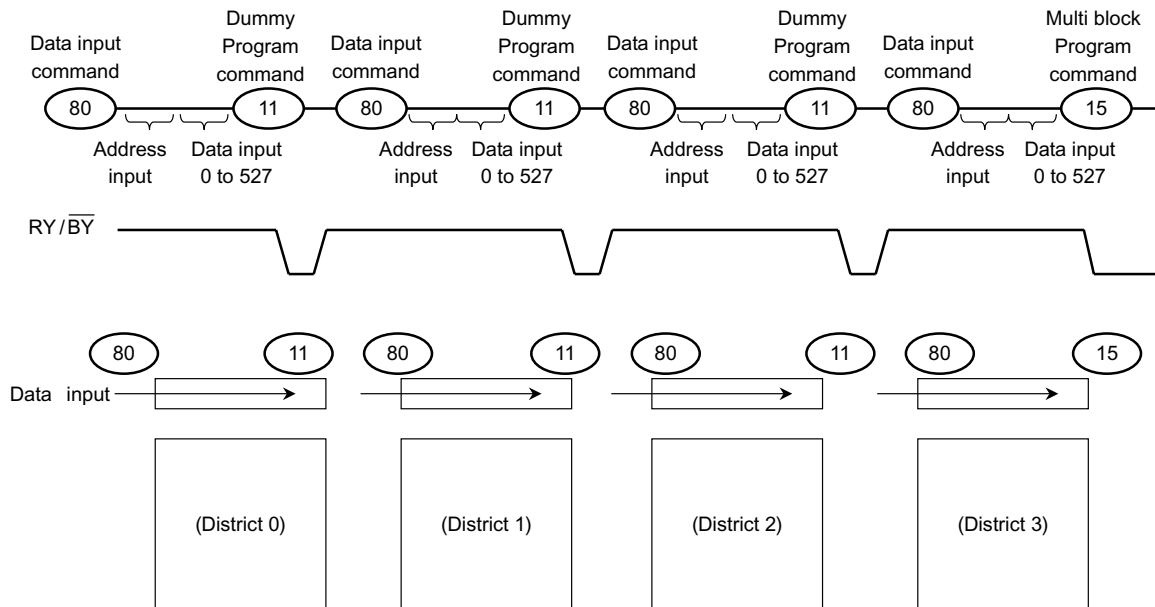 Data input
command
Dummy
Program
command
Data input
command
Dummy
Program
command
Data input
command
Dummy
Program
command
Data input
command
Multi block
Program
command
80
11
80
11
80
11
80
15
Address
input
Data input
0 to 527
Address
input
Data input
0 to 527
Address
input
Data input
0 to 527
Address
input
Data input
0 to 527
RY/BY
80
11
80
11
80
11
80
15
Data input
(District 0)
(District 1)
(District 2)
(District 3)